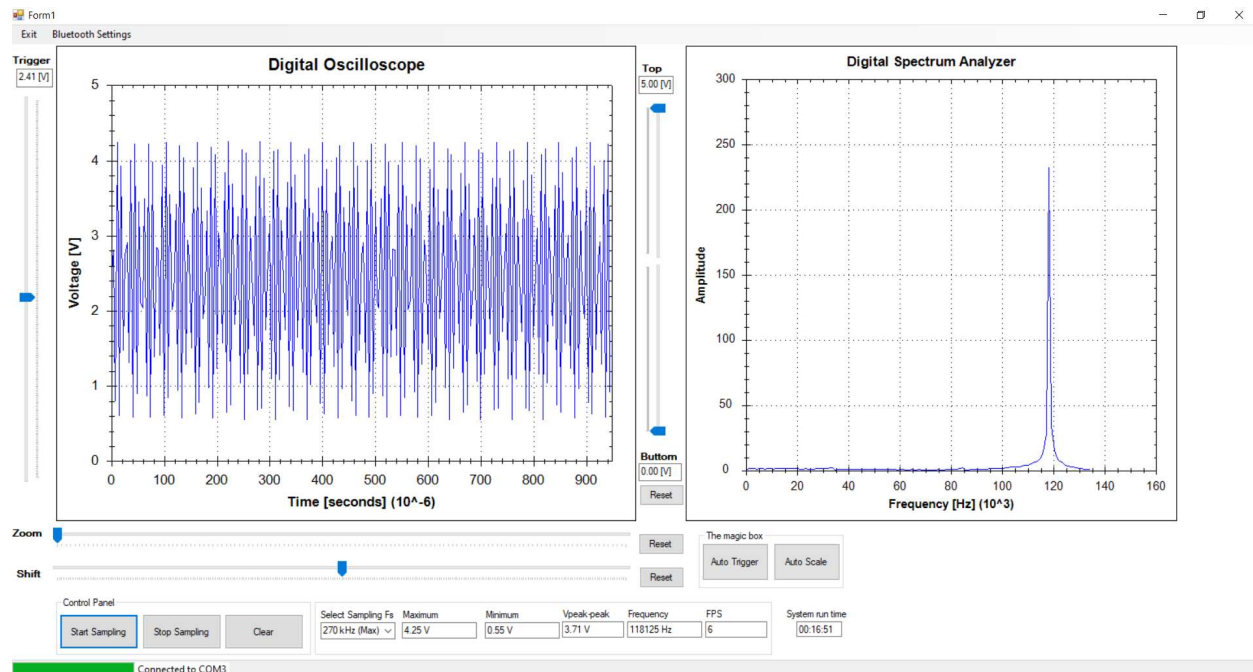 Form1
Exit Bluetooth Settings
Trigger
2.41 [V]
Digital Oscilloscope
5
4
3
2
1
0
Voltage [V]
0 100 200 300 400 500 600 700 800 900
Time [seconds] (10^-6)
Top
5.00 [V]
Buttom
0.00 [V]
Reset
Digital Spectrum Analyzer
300
250
200
150
100
50
0
Amplitude
0 20 40 60 80 100 120 140 160
Frequency [Hz] (10^3)
Zoom
Reset
Shift
Reset
The magic box
Auto Trigger Auto Scale
Control Panel
Start Sampling Stop Sampling Clear
Select Sampling Fs Maximum Minimum Vpeak-peak Frequency FPS
270 kHz (Max) 4.25 V 0.55 V 3.71 V 118125 Hz 6
System run time
00:16:51
Connected to COM3